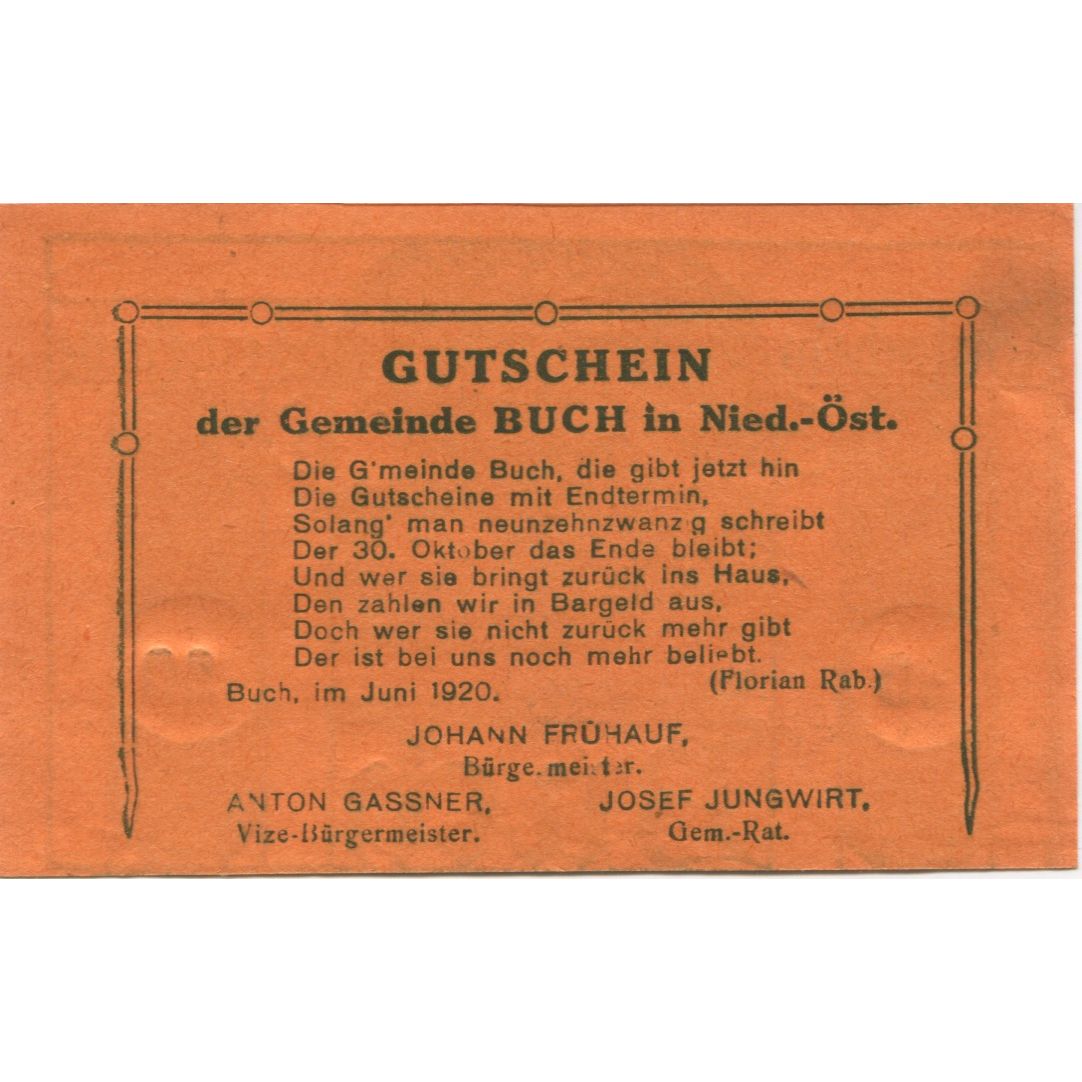 GUTSCHEIN
der Gemeinde BUCH in Nied.-Öst.
Die G'meinde Buch, die gibt jetzt hin
Die Gutscheine mit Endtermin,
Solang' man neunzehnzwanzig schreibt
Der 30. Oktober das Ende bleibt;
Und wer sie bringt zurück ins Haus,
Den zahlen wir in Bargeld aus,
Doch wer sie nicht zurück mehr gibt
Der ist bei uns noch mehr beliebt.
(Florian Rab.)
Buch, im Juni 1920.
JOHANN FRÜHAUF,
Bürgermeister.
ANTON GASSNER,
Vize-Bürgermeister.
JOSEF JUNGWIRT,
Gem.-Rat.